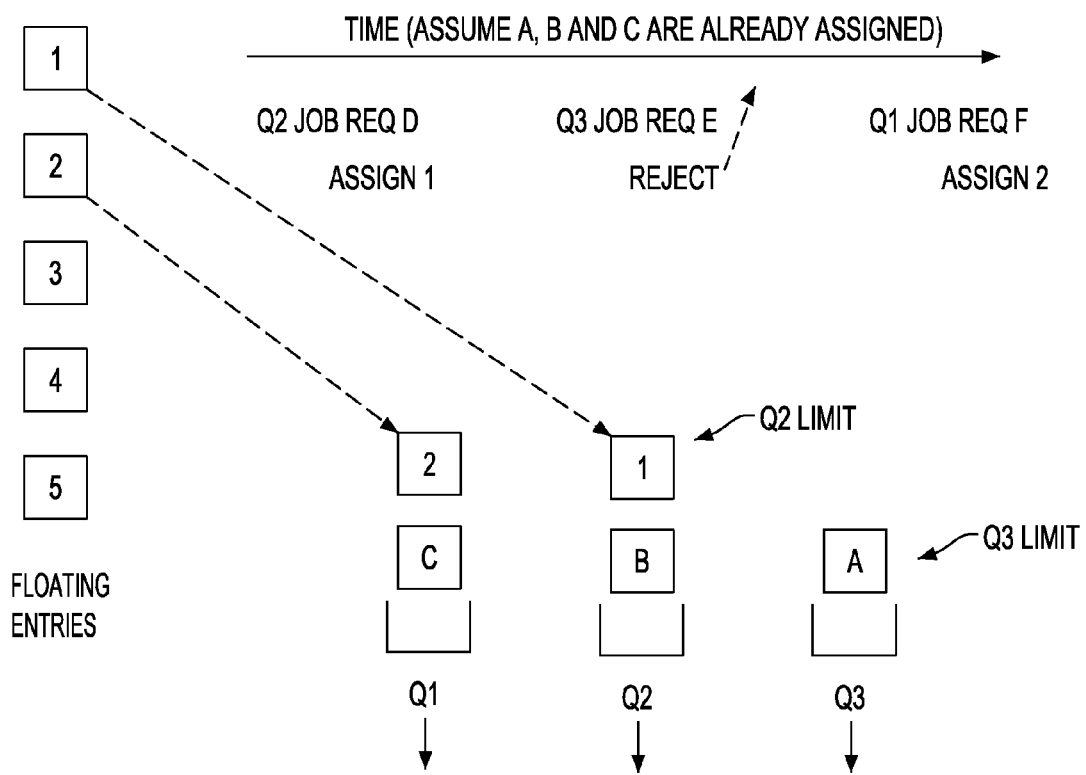 TIME (ASSUME A, B AND C ARE ALREADY ASSIGNED)
1
Q2 JOB REQ D
Q3 JOB REQ E
Q1 JOB REQ F
2
ASSIGN 1
REJECT
ASSIGN 2
3
4
Q2 LIMIT
5
2
1
Q3 LIMIT
C
B
A
FLOATING
ENTRIES
Q1
Q2
Q3